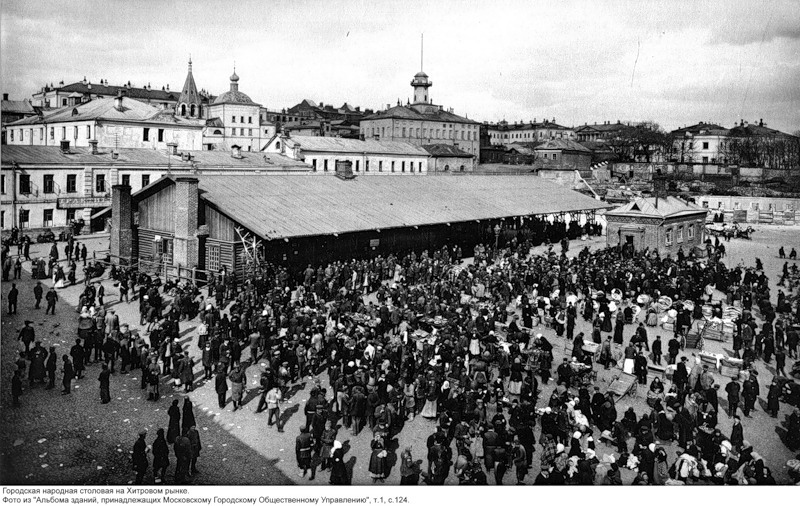 Городская народная столовая на Хитровом рынке.
Фото из "Альбома зданий, принадлежащих Московскому Городскому Общественному Управлению", т.1, с.124.